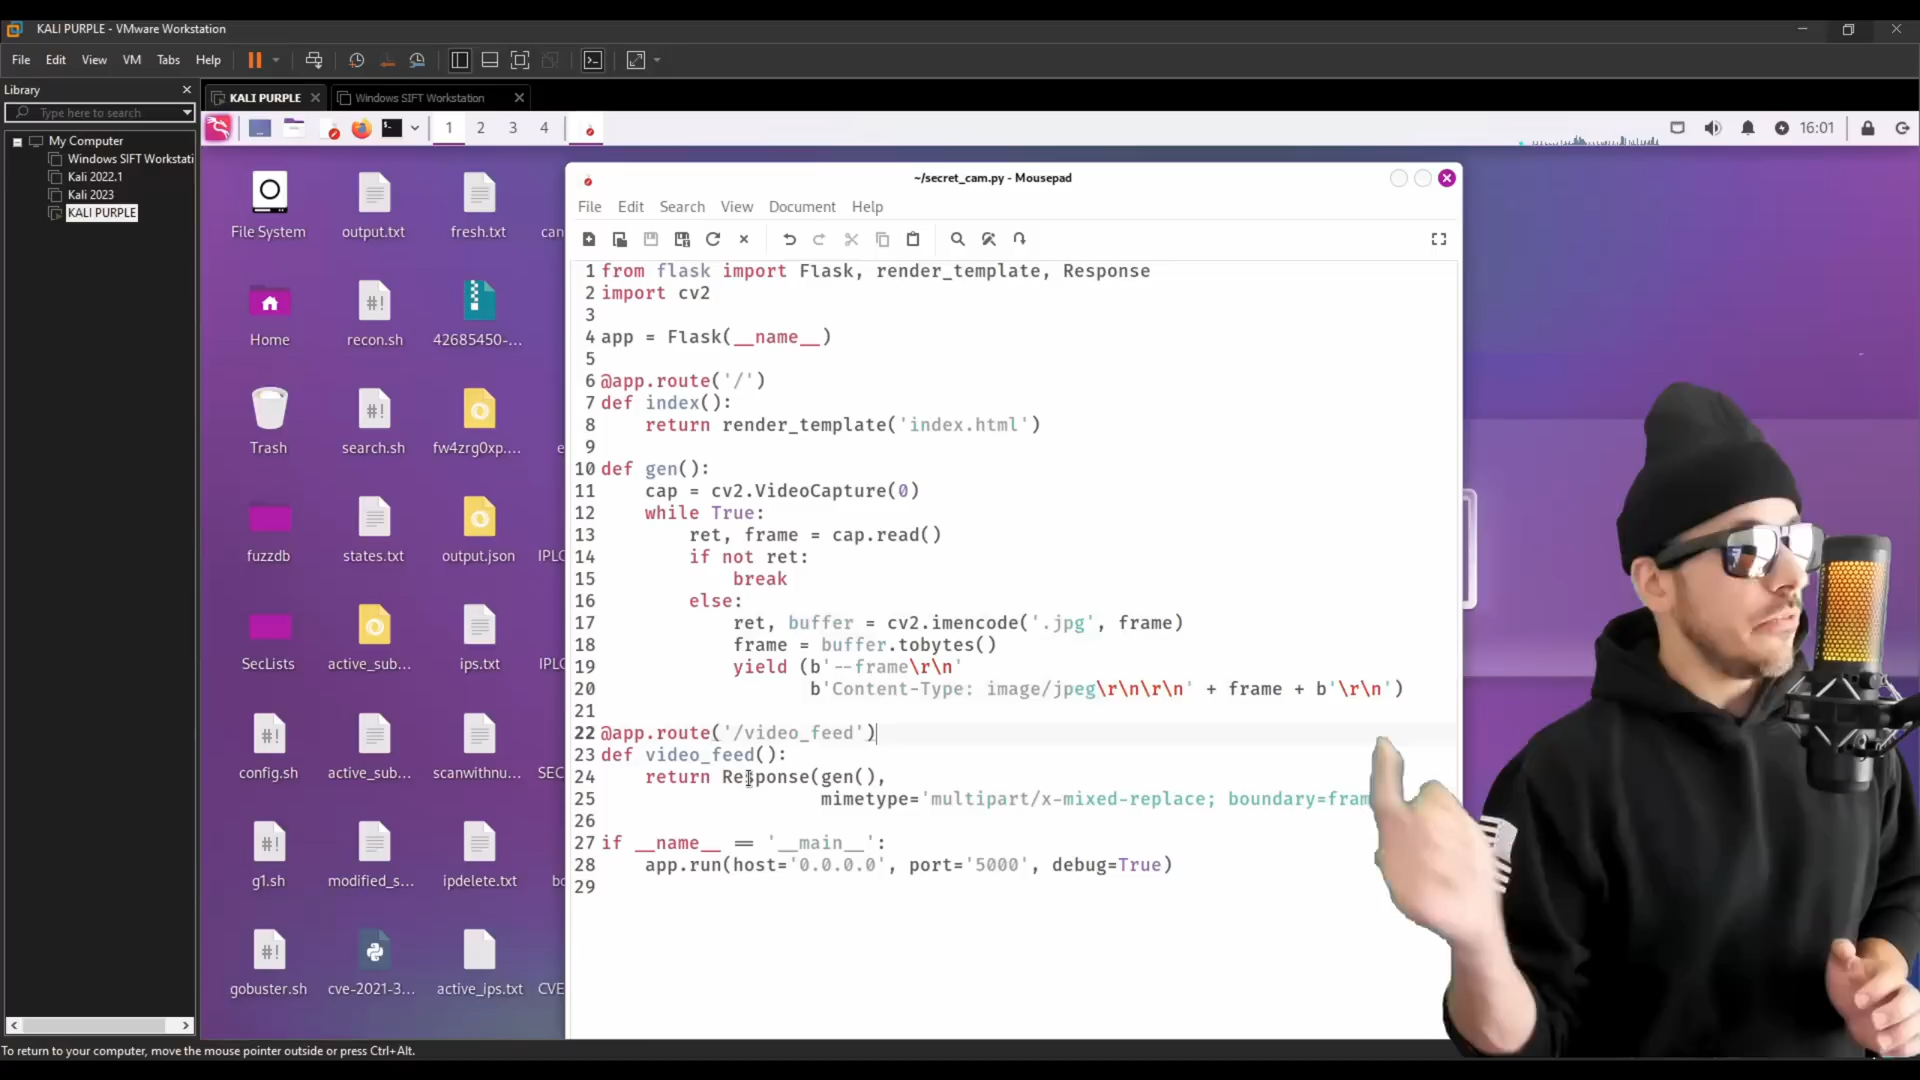 KALI PURPLE - VMware Workstation
File Edit View VM Tabs Help
Library
Type here to search
My Computer
Windows SIFT Workstati
Kali 2022.1
Kali 2023
KALI PURPLE
KALI PURPLE
Windows SIFT Workstation
1 2 3 4
16:01
File System
output.txt
fresh.txt
can
Home
recon.sh
42685450-...
Trash
search.sh
fw4zrg0xp....
e
fuzzdb
states.txt
output.json
IPLO
SecLists
active_sub...
ips.txt
IPLO
config.sh
active_sub...
scanwithnu...
SEC
g1.sh
modified_s...
ipdelete.txt
bo
gobuster.sh
cve-2021-3...
active_ips.txt
CVE
~/secret_cam.py - Mousepad
File Edit Search View Document Help
1 from flask import Flask, render_template, Response
2 import cv2
3
4 app = Flask(__name__)
5
6 @app.route('/')
7 def index():
8     return render_template('index.html')
9
10 def gen():
11     cap = cv2.VideoCapture(0)
12     while True:
13         ret, frame = cap.read()
14         if not ret:
15             break
16         else:
17             ret, buffer = cv2.imencode('.jpg', frame)
18             frame = buffer.tobytes()
19             yield (b'--frame\r\n'
20                    b'Content-Type: image/jpeg\r\n\r\n' + frame + b'\r\n')
21
22 @app.route('/video_feed')
23 def video_feed():
24     return Response(gen(),
25                     mimetype='multipart/x-mixed-replace; boundary=fram
26
27 if __name__ == '__main__':
28     app.run(host='0.0.0.0', port='5000', debug=True)
29
To return to your computer, move the mouse pointer outside or press Ctrl+Alt.